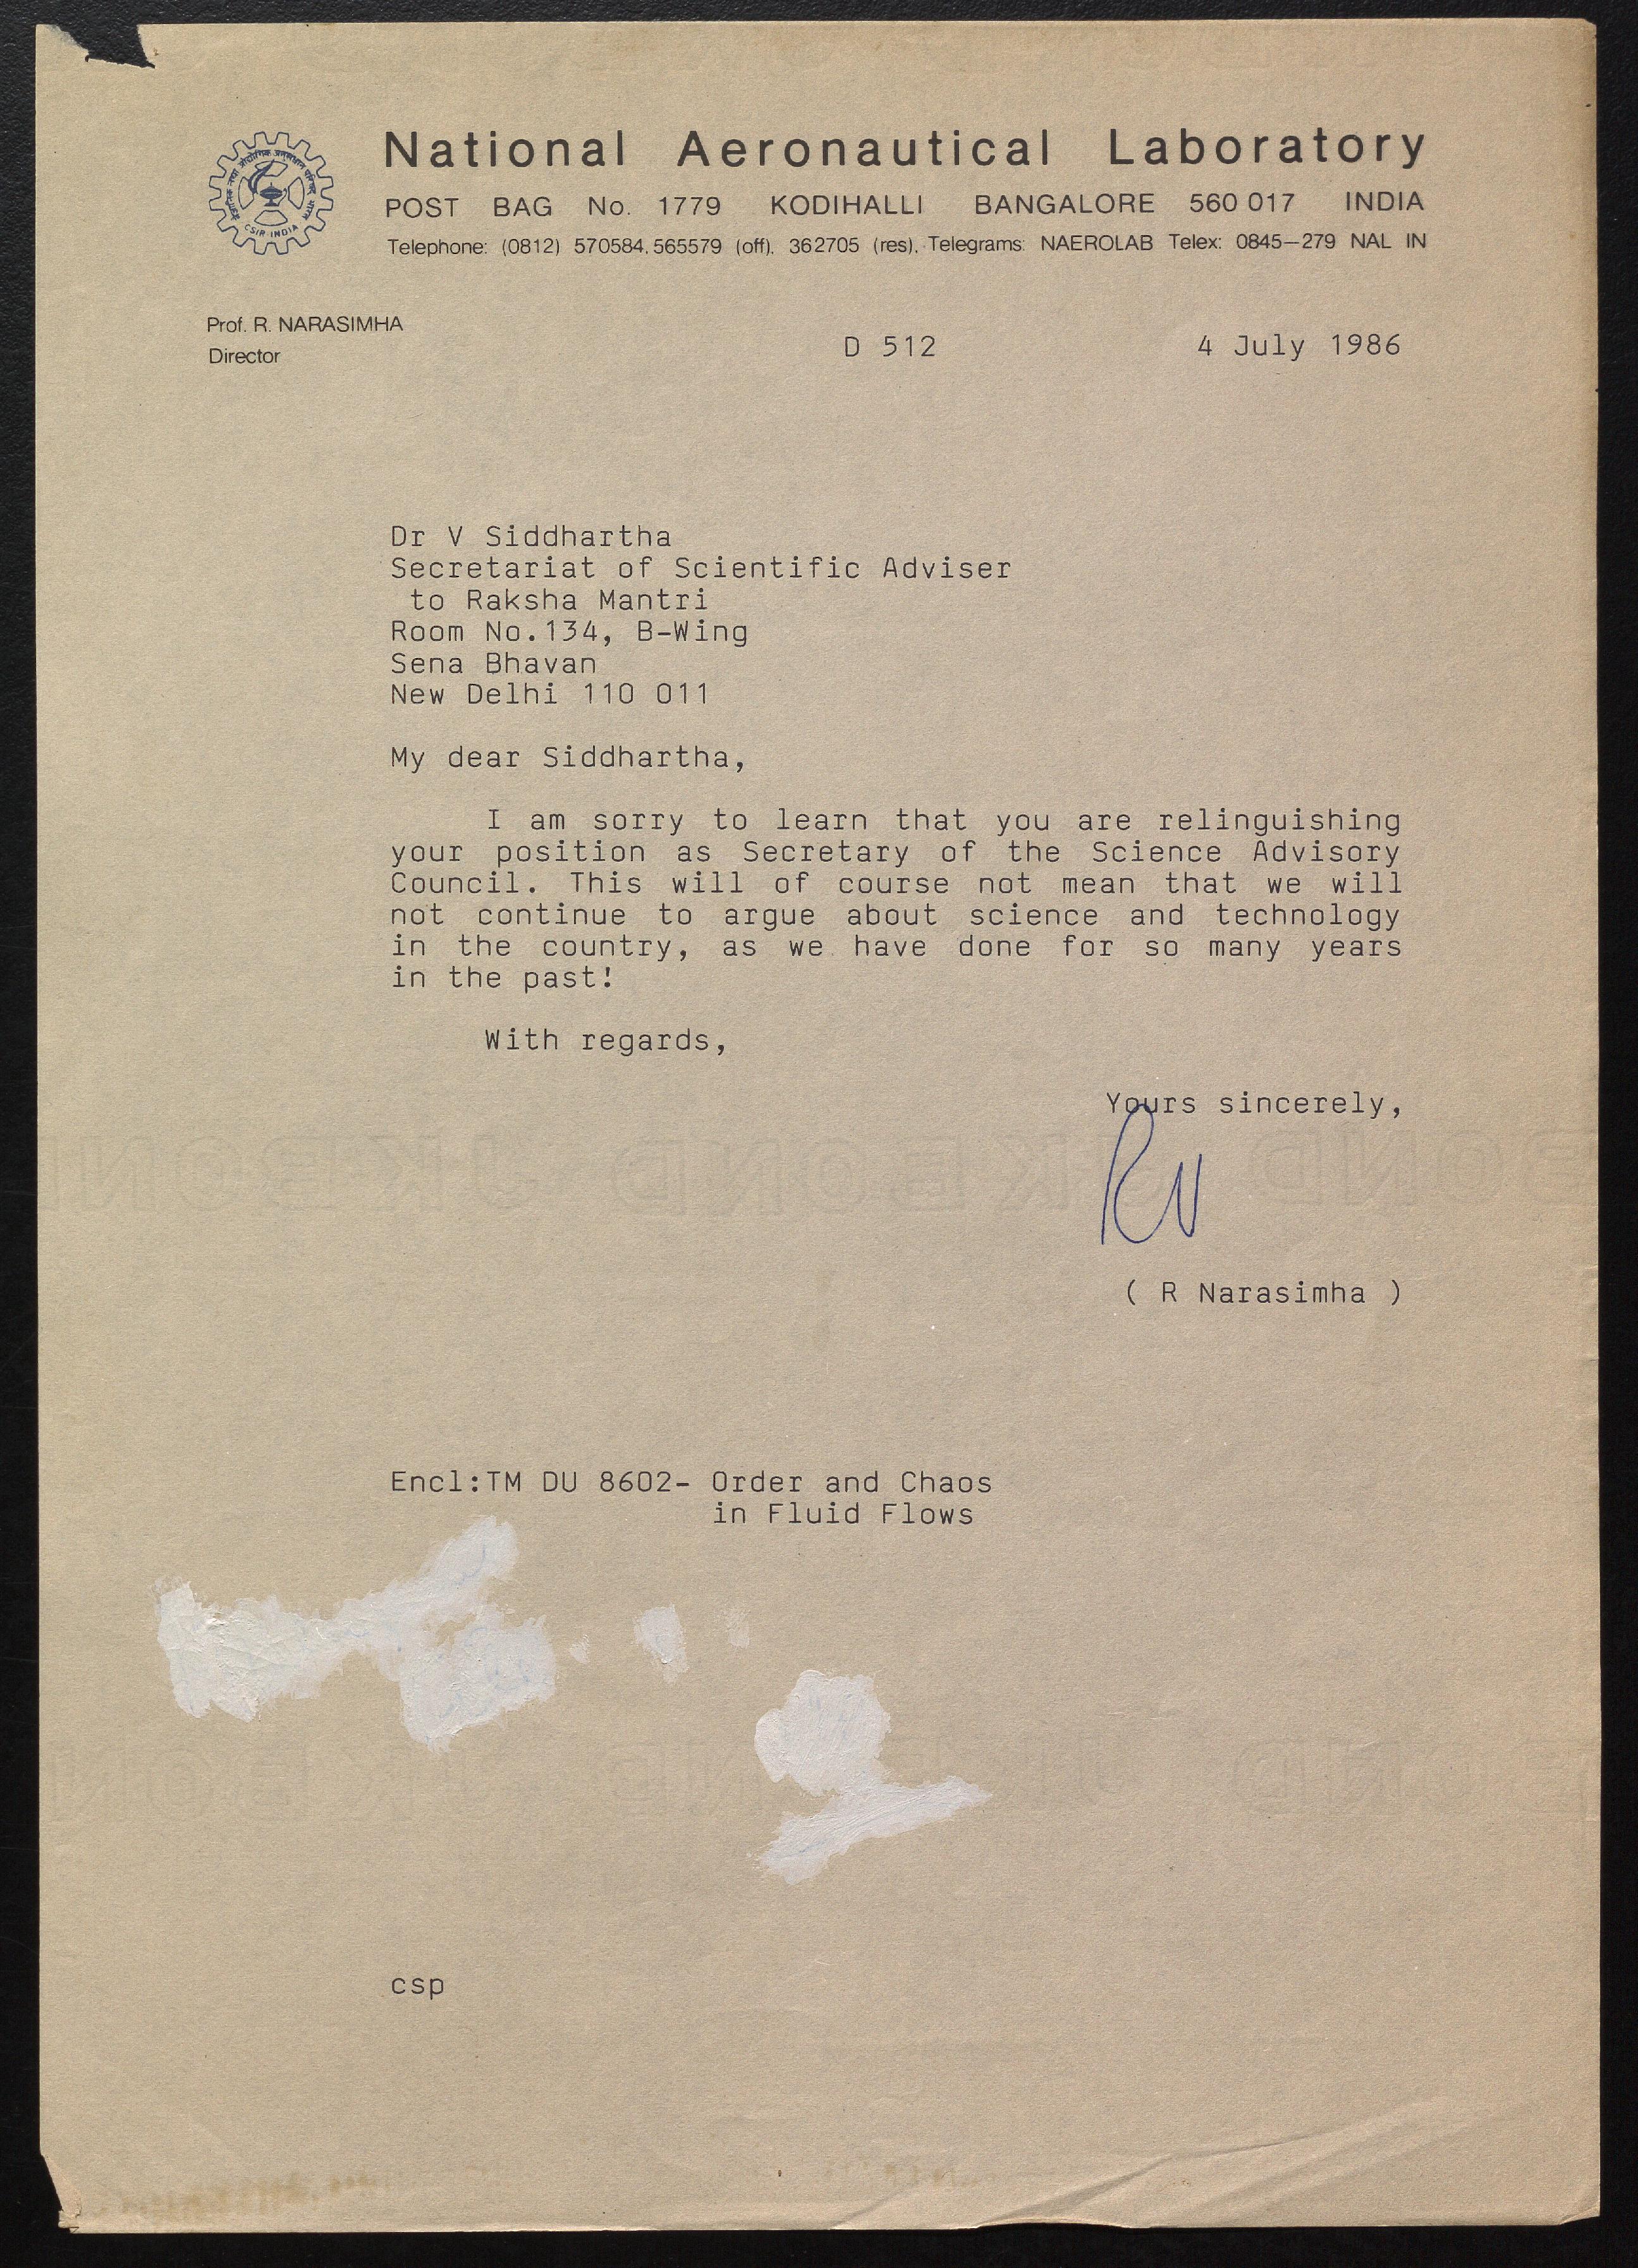 National Aeronautical Laboratory
POST BAG No. 1779 KODIHALLI BANGALORE 560 017 INDIA
Telephone: (0812) 570584, 565579 (off), 362705 (res), Telegrams: NAEROLAB Telex: 0845–279 NAL IN
CSIR INDIA
Prof. R. NARASIMHA
Director
D 512 4 July 1986
Dr V Siddhartha
Secretariat of Scientific Adviser
to Raksha Mantri
Room No.134, B-Wing
Sena Bhavan
New Delhi 110 011
My dear Siddhartha,
I am sorry to learn that you are relinguishing
your position as Secretary of the Science Advisory
Council. This will of course not mean that we will
not continue to argue about science and technology
in the country, as we have done for so many years
in the past!
With regards,
Yours sincerely,
RN
( R Narasimha )
Encl:TM DU 8602- Order and Chaos
in Fluid Flows
csp